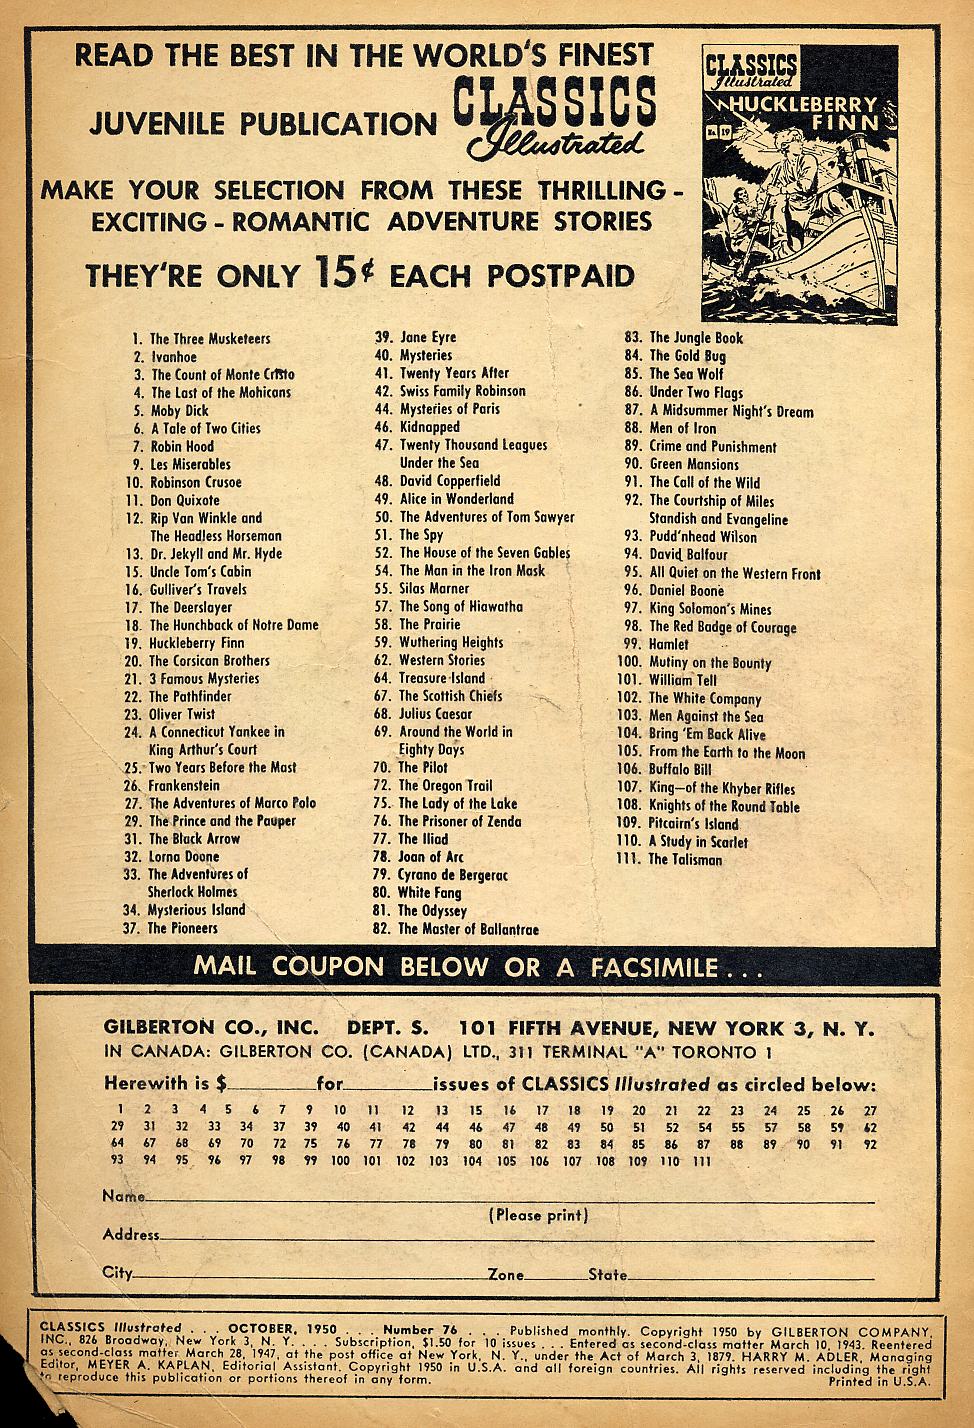 READ THE BEST IN THE WORLD'S FINEST
JUVENILE PUBLICATION CLASSICS
Illustrated
MAKE YOUR SELECTION FROM THESE THRILLING -
EXCITING - ROMANTIC ADVENTURE STORIES
THEY'RE ONLY 15¢ EACH POSTPAID
CLASSICS
Illustrated
HUCKLEBERRY
FINN
No. 19
1. The Three Musketeers
2. Ivanhoe
3. The Count of Monte Cristo
4. The Last of the Mohicans
5. Moby Dick
6. A Tale of Two Cities
7. Robin Hood
9. Les Miserables
10. Robinson Crusoe
11. Don Quixote
12. Rip Van Winkle and
The Headless Horseman
13. Dr. Jekyll and Mr. Hyde
15. Uncle Tom's Cabin
16. Gulliver's Travels
17. The Deerslayer
18. The Hunchback of Notre Dame
19. Huckleberry Finn
20. The Corsican Brothers
21. 3 Famous Mysteries
22. The Pathfinder
23. Oliver Twist
24. A Connecticut Yankee in
King Arthur's Court
25. Two Years Before the Mast
26. Frankenstein
27. The Adventures of Marco Polo
29. The Prince and the Pauper
31. The Black Arrow
32. Lorna Doone
33. The Adventures of
Sherlock Holmes
34. Mysterious Island
37. The Pioneers
39. Jane Eyre
40. Mysteries
41. Twenty Years After
42. Swiss Family Robinson
44. Mysteries of Paris
46. Kidnapped
47. Twenty Thousand Leagues
Under the Sea
48. David Copperfield
49. Alice in Wonderland
50. The Adventures of Tom Sawyer
51. The Spy
52. The House of the Seven Gables
54. The Man in the Iron Mask
55. Silas Marner
57. The Song of Hiawatha
58. The Prairie
59. Wuthering Heights
62. Western Stories
64. Treasure Island
67. The Scottish Chiefs
68. Julius Caesar
69. Around the World in
Eighty Days
70. The Pilot
72. The Oregon Trail
75. The Lady of the Lake
76. The Prisoner of Zenda
77. The Iliad
78. Joan of Arc
79. Cyrano de Bergerac
80. White Fang
81. The Odyssey
82. The Master of Ballantrae
83. The Jungle Book
84. The Gold Bug
85. The Sea Wolf
86. Under Two Flags
87. A Midsummer Night's Dream
88. Men of Iron
89. Crime and Punishment
90. Green Mansions
91. The Call of the Wild
92. The Courtship of Miles
Standish and Evangeline
93. Pudd'nhead Wilson
94. David Balfour
95. All Quiet on the Western Front
96. Daniel Boone
97. King Solomon's Mines
98. The Red Badge of Courage
99. Hamlet
100. Mutiny on the Bounty
101. William Tell
102. The White Company
103. Men Against the Sea
104. Bring 'Em Back Alive
105. From the Earth to the Moon
106. Buffalo Bill
107. King—of the Khyber Rifles
108. Knights of the Round Table
109. Pitcairn's Island
110. A Study in Scarlet
111. The Talisman
MAIL COUPON BELOW OR A FACSIMILE . . .
GILBERTON CO., INC. DEPT. S. 101 FIFTH AVENUE, NEW YORK 3, N. Y.
IN CANADA: GILBERTON CO. (CANADA) LTD., 311 TERMINAL "A" TORONTO 1
Herewith is $ for issues of CLASSICS Illustrated as circled below:
1 2 3 4 5 6 7 9 10 11 12 13 15 16 17 18 19 20 21 22 23 24 25 26 27
29 31 32 33 34 37 39 40 41 42 44 46 47 48 49 50 51 52 54 55 57 58 59 62
64 67 68 69 70 72 75 76 77 78 79 80 81 82 83 84 85 86 87 88 89 90 91 92
93 94 95 96 97 98 99 100 101 102 103 104 105 106 107 108 109 110 111
Name
(Please print)
Address
City Zone State
CLASSICS Illustrated . . . OCTOBER, 1950 . . . Number 76 . . . Published monthly. Copyright 1950 by GILBERTON COMPANY,
INC., 826 Broadway, New York 3, N. Y. . . . Subscription, $1.50 for 10 issues . . . Entered as second-class matter March 10, 1943. Reentered
as second-class matter March 28, 1947, at the post office at New York, N. Y., under the Act of March 3, 1879. HARRY M. ADLER, Managing
Editor, MEYER A. KAPLAN, Editorial Assistant. Copyright 1950 in U.S.A. and all foreign countries. All rights reserved including the right
to reproduce this publication or portions thereof in any form. Printed in U.S.A.